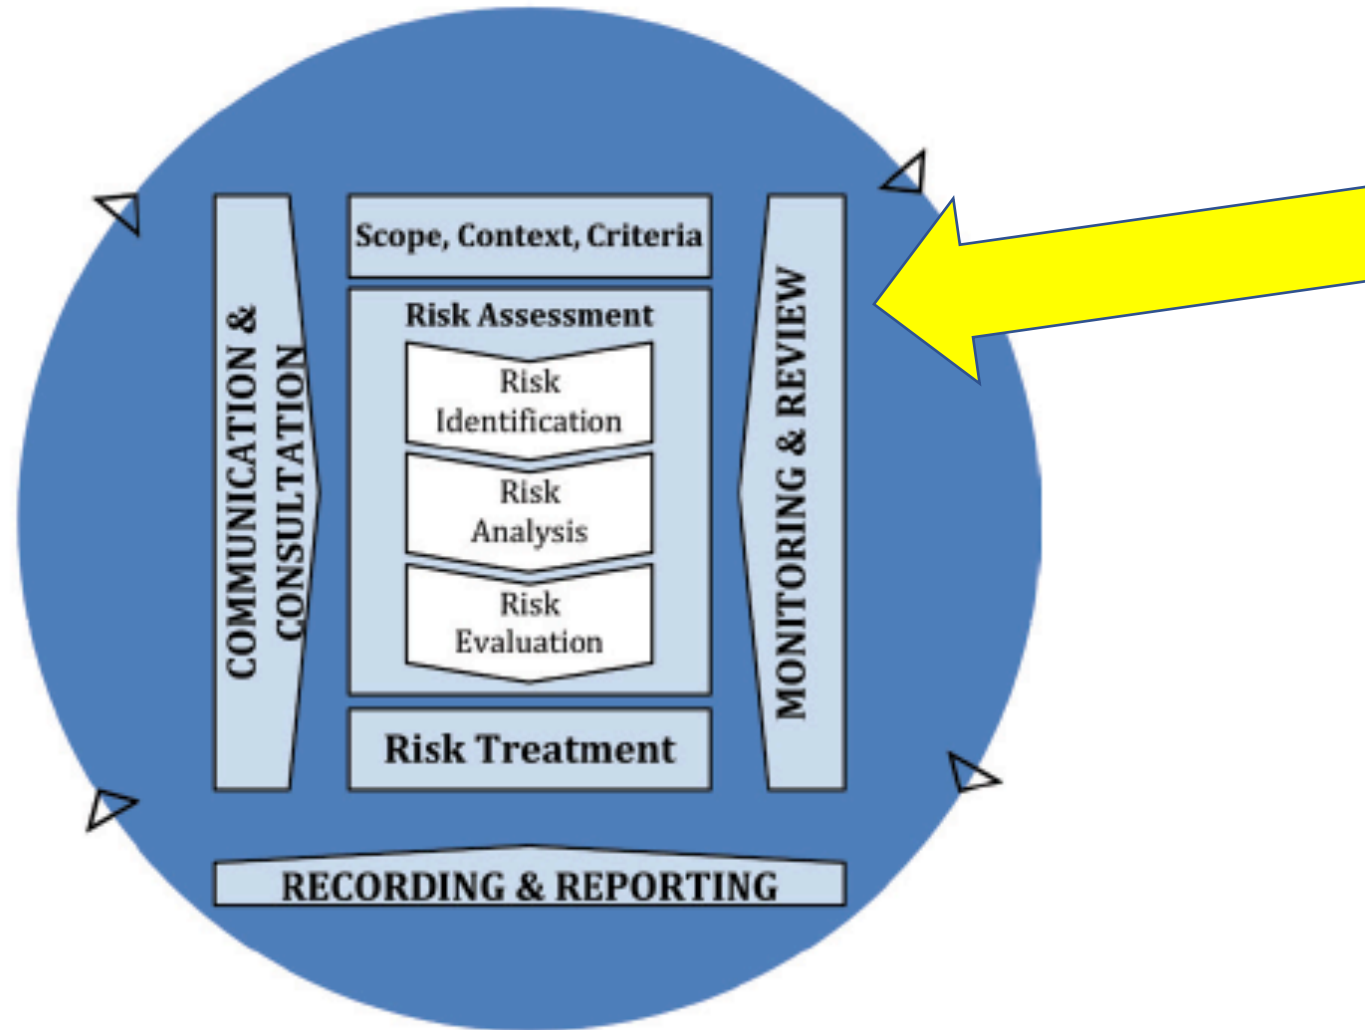 Scope, Context, Criteria
Risk Assessment
Risk
Identification
Risk
Analysis
Risk
Evaluation
Risk Treatment
COMMUNICATION &
CONSULTATION
MONITORING & REVIEW
RECORDING & REPORTING